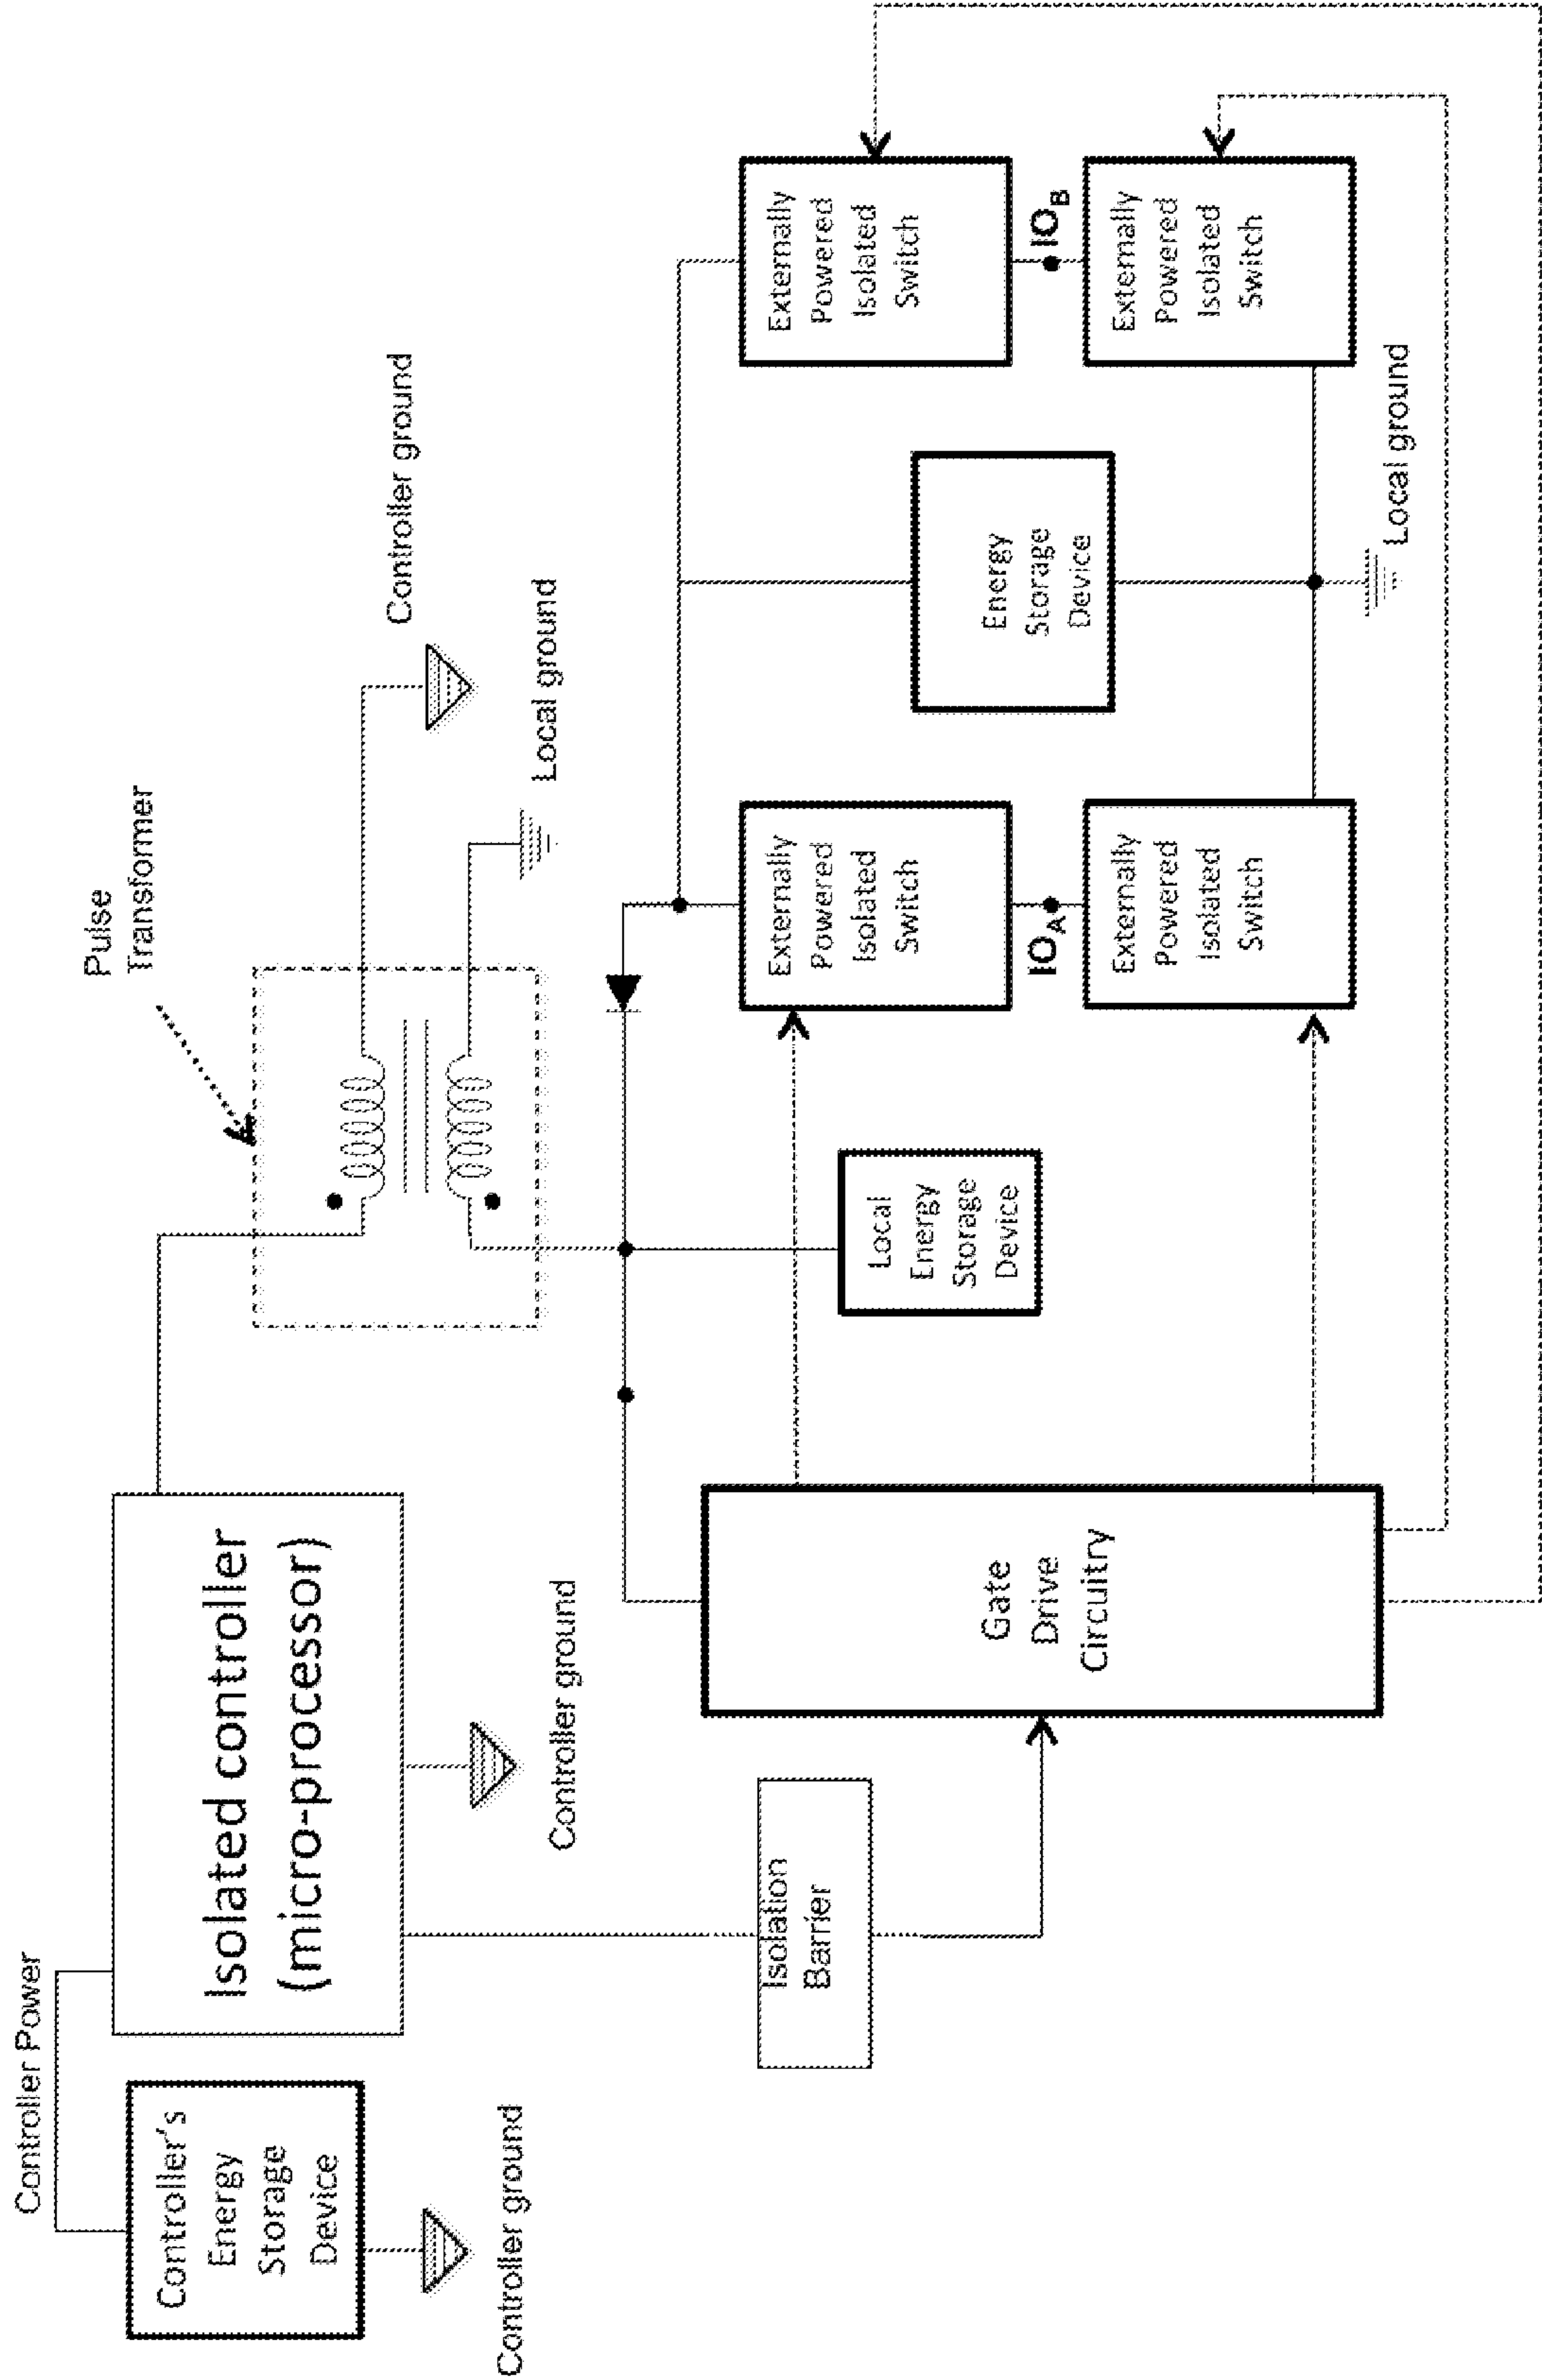 Controller Power
Controller's
Energy
Storage
Device
Controller ground
Isolated controller
(micro-processor)
Controller ground
Pulse
Transformer
Controller ground
Local ground
Isolation
Barrier
Gate
Drive
Circuitry
Local
Energy
Storage
Device
Externally
Powered
Isolated
Switch
IOA
Externally
Powered
Isolated
Switch
Energy
Storage
Device
Local ground
Externally
Powered
Isolated
Switch
IOB
Externally
Powered
Isolated
Switch